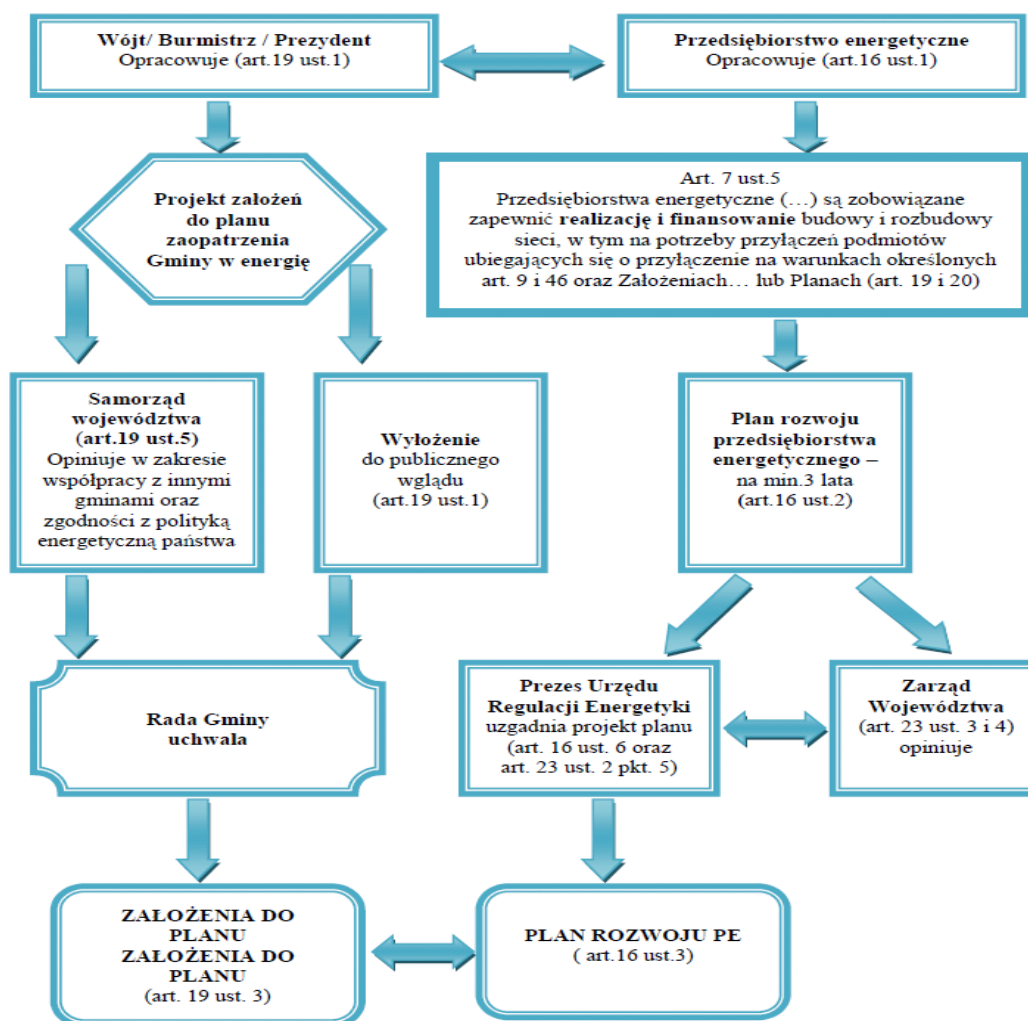 Wójt/ Burmistrz / Prezydent
Opracowuje (art.19 ust.1)
Przedsiębiorstwo energetyczne
Opracowuje (art.16 ust.1)
Projekt założeń
do planu
zaopatrzenia
Gminy w energię
Art. 7 ust.5
Przedsiębiorstwa energetyczne (…) są zobowiązane
zapewnić realizację i finansowanie budowy i rozbudowy
sieci, w tym na potrzeby przyłączeń podmiotów
ubiegających się o przyłączenie na warunkach określonych
art. 9 i 46 oraz Założeniach… lub Planach (art. 19 i 20)
Samorząd
województwa
(art.19 ust.5)
Opiniuje w zakresie
współpracy z innymi
gminami oraz
zgodności z polityką
energetyczną państwa
Wyłożenie
do publicznego
wglądu
(art.19 ust.1)
Plan rozwoju
przedsiębiorstwa
energetycznego –
na min.3 lata
(art.16 ust.2)
Rada Gminy
uchwala
Prezes Urzędu
Regulacji Energetyki
uzgadnia projekt planu
(art. 16 ust. 6 oraz
art. 23 ust. 2 pkt. 5)
Zarząd
Województwa
(art. 23 ust. 3 i 4)
opiniuje
ZAŁOŻENIA DO
PLANU
ZAŁOŻENIA DO
PLANU
(art. 19 ust. 3)
PLAN ROZWOJU PE
( art.16 ust.3)